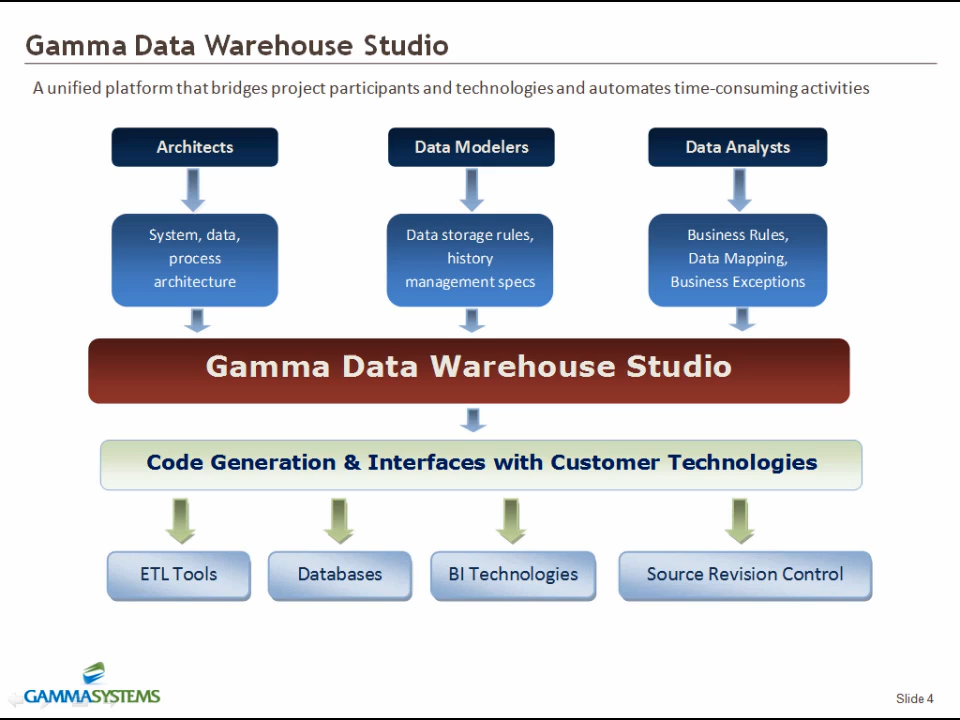 Gamma Data Warehouse Studio
A unified platform that bridges project participants and technologies and automates time-consuming activities
Architects
Data Modelers
Data Analysts
System, data,
process
architecture
Data storage rules,
history
management specs
Business Rules,
Data Mapping,
Business Exceptions
Gamma Data Warehouse Studio
Code Generation & Interfaces with Customer Technologies
ETL Tools
Databases
BI Technologies
Source Revision Control
GAMMASYSTEMS
Slide 4